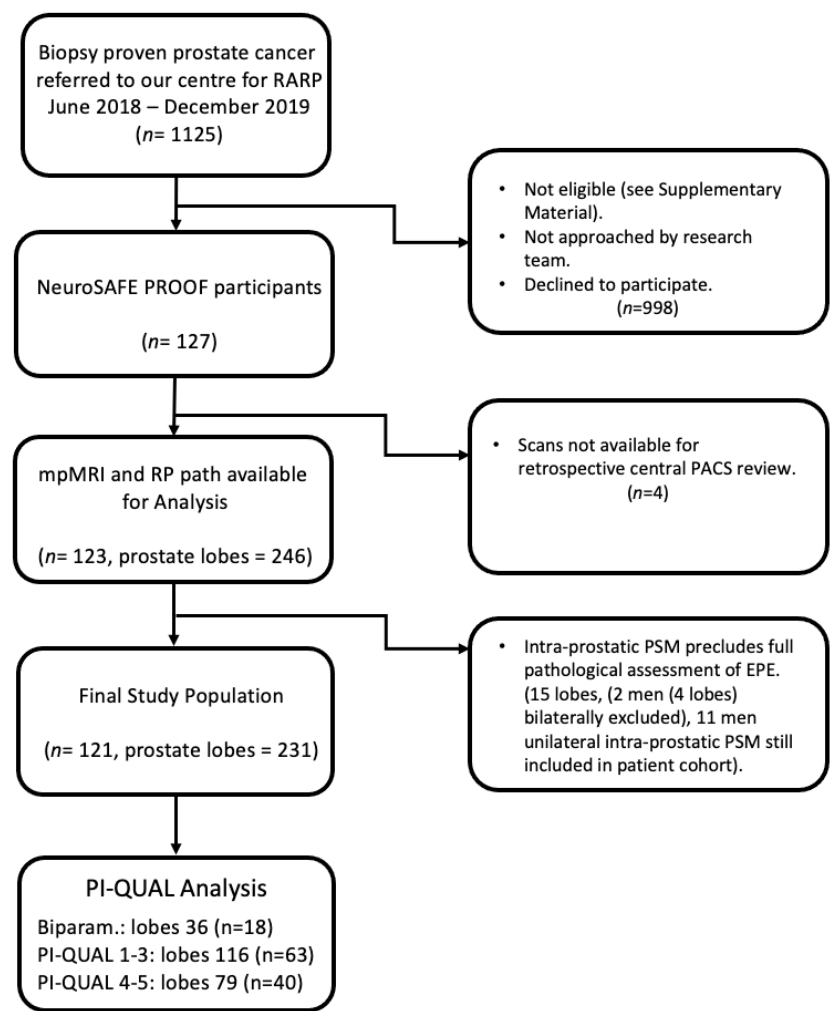 Biopsy proven prostate cancer
referred to our centre for RARP
June 2018 – December 2019
(n= 1125)
• Not eligible (see Supplementary
Material).
• Not approached by research
team.
• Declined to participate.
(n=998)
NeuroSAFE PROOF participants
(n= 127)
• Scans not available for
retrospective central PACS review.
(n=4)
mpMRI and RP path available
for Analysis
(n= 123, prostate lobes = 246)
• Intra-prostatic PSM precludes full
pathological assessment of EPE.
(15 lobes, (2 men (4 lobes)
bilaterally excluded), 11 men
unilateral intra-prostatic PSM still
included in patient cohort).
Final Study Population
(n= 121, prostate lobes = 231)
PI-QUAL Analysis
Biparam.: lobes 36 (n=18)
PI-QUAL 1-3: lobes 116 (n=63)
PI-QUAL 4-5: lobes 79 (n=40)